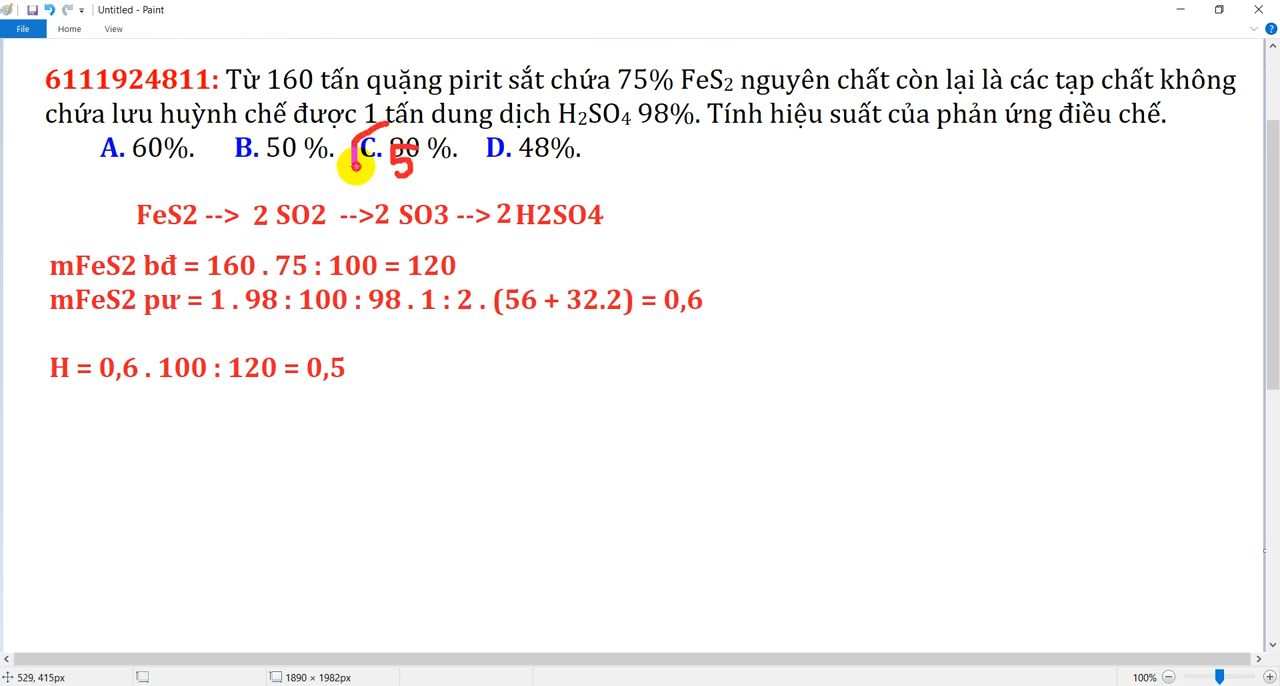 Untitled - Paint
File Home View
6111924811: Từ 160 tấn quặng pirit sắt chứa 75% FeS2 nguyên chất còn lại là các tạp chất không
chứa lưu huỳnh chế được 1 tấn dung dịch H2SO4 98%. Tính hiệu suất của phản ứng điều chế.
A. 60%. B. 50 %. C. 80 %. D. 48%.
5
FeS2 --> 2 SO2 -->2 SO3 --> 2 H2SO4
mFeS2 bđ = 160 . 75 : 100 = 120
mFeS2 pư = 1 . 98 : 100 : 98 . 1 : 2 . (56 + 32.2) = 0,6
H = 0,6 . 100 : 120 = 0,5
529, 415px 1890 × 1982px 100%